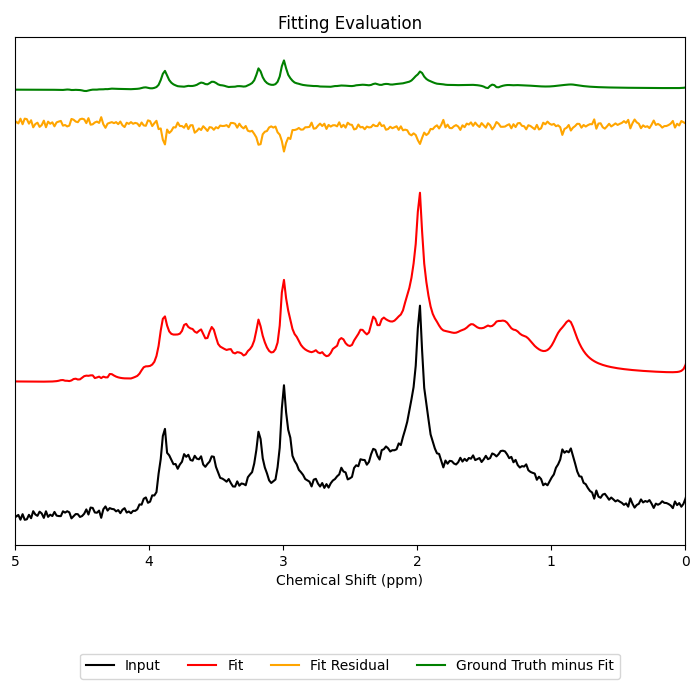 Fitting Evaluation
5 4 3 2 1 0
Chemical Shift (ppm)
Input Fit Fit Residual Ground Truth minus Fit